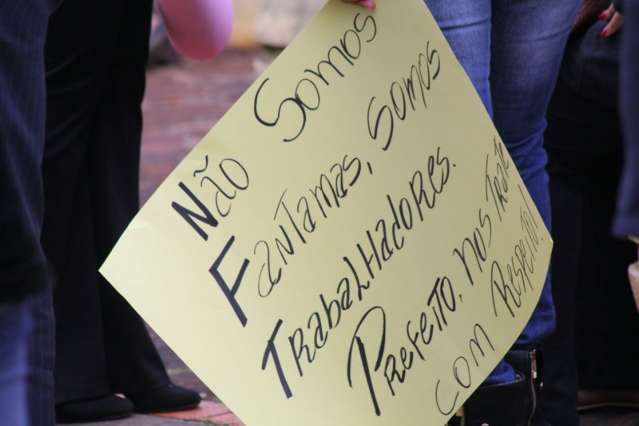 Não Somos
Fantamas, Somos
Trabalhadores.
Prefeito, nos trate
com respeito!